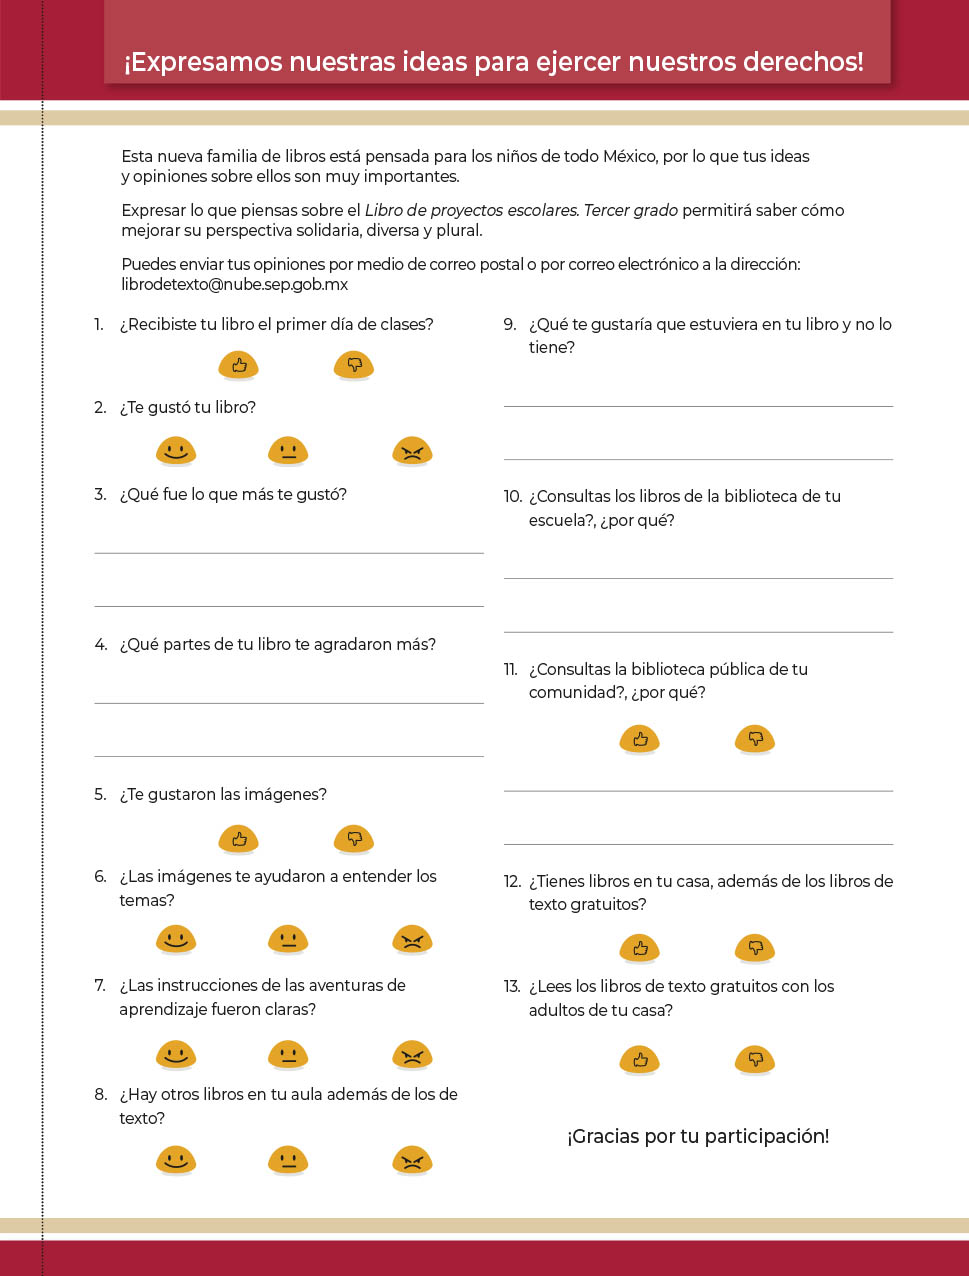 ¡Expresamos nuestras ideas para ejercer nuestros derechos!
Esta nueva familia de libros está pensada para los niños de todo México, por lo que tus ideas
y opiniones sobre ellos son muy importantes.
Expresar lo que piensas sobre el Libro de proyectos escolares. Tercer grado permitirá saber cómo
mejorar su perspectiva solidaria, diversa y plural.
Puedes enviar tus opiniones por medio de correo postal o por correo electrónico a la dirección:
librodetexto@nube.sep.gob.mx
1. ¿Recibiste tu libro el primer día de clases?
2. ¿Te gustó tu libro?
3. ¿Qué fue lo que más te gustó?
4. ¿Qué partes de tu libro te agradaron más?
5. ¿Te gustaron las imágenes?
6. ¿Las imágenes te ayudaron a entender los
temas?
7. ¿Las instrucciones de las aventuras de
aprendizaje fueron claras?
8. ¿Hay otros libros en tu aula además de los de
texto?
9. ¿Qué te gustaría que estuviera en tu libro y no lo
tiene?
10. ¿Consultas los libros de la biblioteca de tu
escuela?, ¿por qué?
11. ¿Consultas la biblioteca pública de tu
comunidad?, ¿por qué?
12. ¿Tienes libros en tu casa, además de los libros de
texto gratuitos?
13. ¿Lees los libros de texto gratuitos con los
adultos de tu casa?
¡Gracias por tu participación!